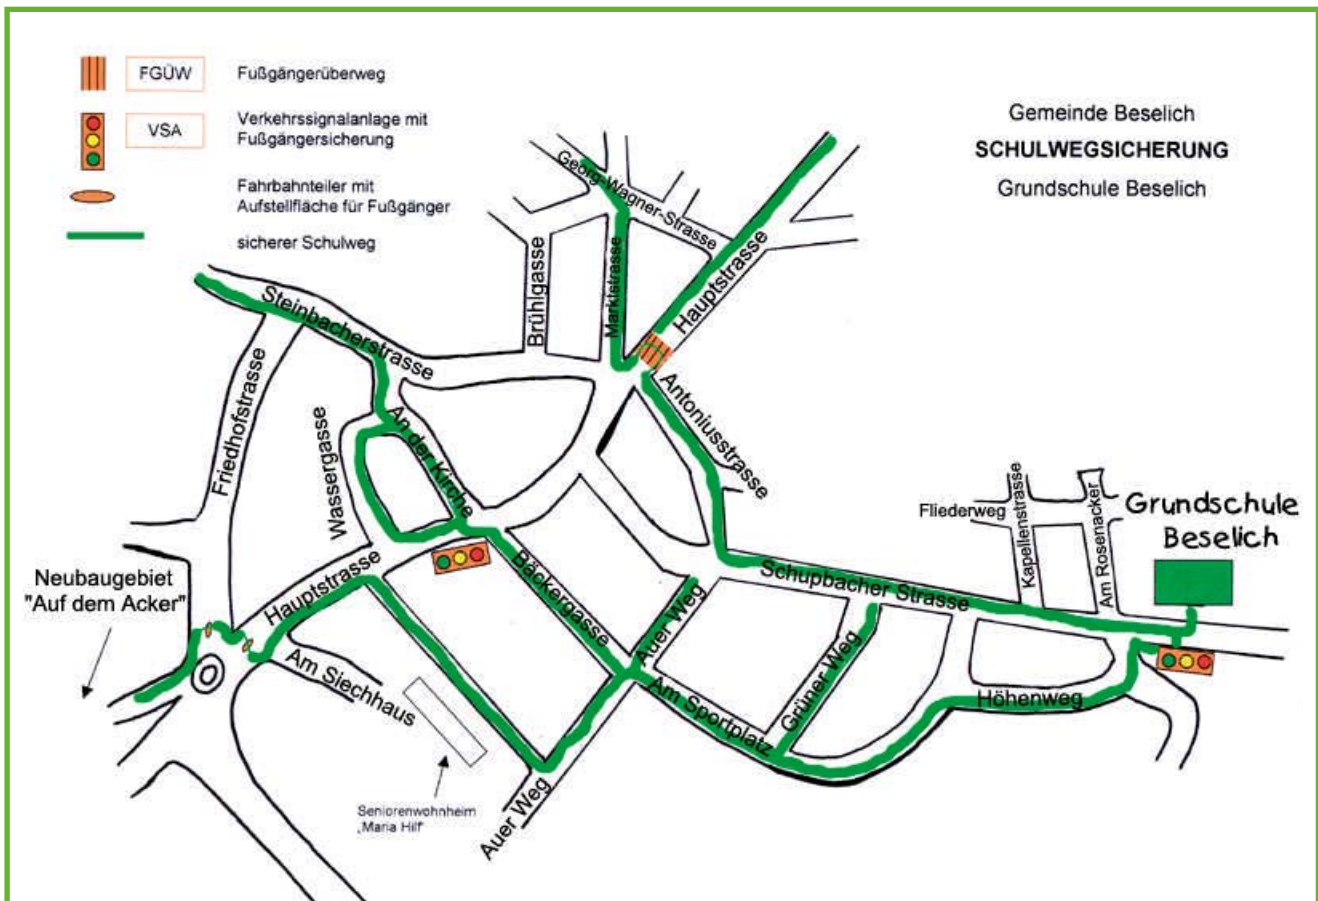 FGÜW
Fußgängerüberweg
VSA
Verkehrssignalanlage mit
Fußgängersicherung
Fahrbahnteiler mit
Aufstellfläche für Fußgänger
sicherer Schulweg
Gemeinde Beselich
SCHULWEGSICHERUNG
Grundschule Beselich
Georg-Wagner-Strasse
Marktstrasse
Hauptstrasse
Brühlgasse
Steinbacherstrasse
Friedhofstrasse
Wassergasse
An der Kirche
Antoniusstrasse
Fliederweg
Kapellenstrasse
Am Rosenacker
Grundschule
Beselich
Neubaugebiet
"Auf dem Acker"
Hauptstrasse
Bäckergasse
Auer Weg
Schupbacher Strasse
Am Siechhaus
Am Sportplatz
Grüner Weg
Höhenweg
Auer Weg
Seniorenwohnheim
„Maria Hilf"